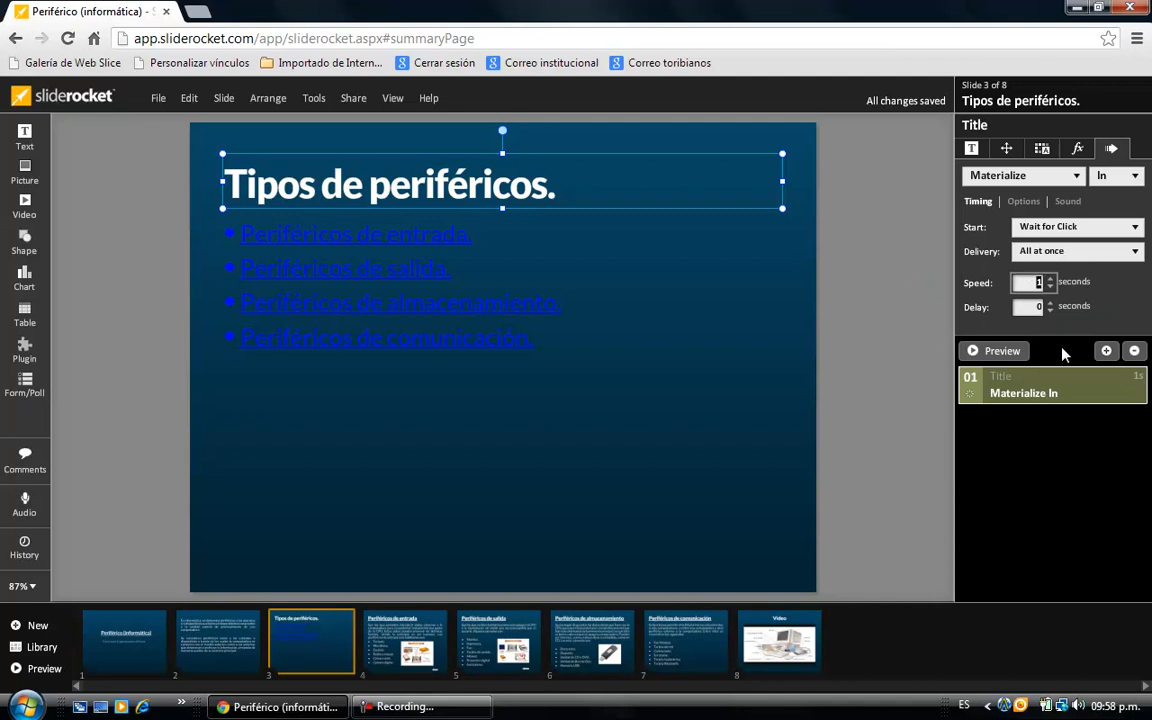 Periférico (informática) - S
app.sliderocket.com/app/sliderocket.aspx#summaryPage
Galería de Web Slice
Personalizar vínculos
Importado de Intern...
Cerrar sesión
Correo institucional
Correo toribianos
sliderocket
File
Edit
Slide
Arrange
Tools
Share
View
Help
All changes saved
Slide 3 of 8
Tipos de periféricos.
Title
Text
Picture
Video
Shape
Chart
Table
Plugin
Form/Poll
Comments
Audio
History
87%
Tipos de periféricos.
• Periféricos de entrada.
• Periféricos de salida.
• Periféricos de almacenamiento.
• Periféricos de comunicación.
T
fx
Materialize
In
Timing
Options
Sound
Start:
Wait for Click
Delivery:
All at once
Speed:
1
seconds
Delay:
0
seconds
Preview
01
Title
1s
Materialize In
New
Library
Preview
Periférico (informática)
Tipos de periféricos.
Periféricos de entrada
Periféricos de salida
Periféricos de almacenamiento
Periféricos de comunicación
Video
1
2
3
4
5
6
7
8
Periférico (informáti...
Recording...
ES
09:58 p.m.